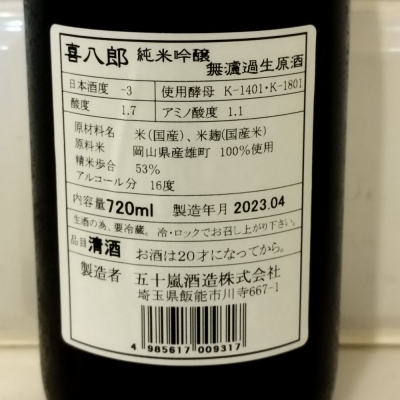 喜八郎 純米吟醸 無濾過生原酒
日本酒度 -3 使用酵母 K-1401・K-1801
酸度 1.7 アミノ酸度 1.1
原材料名 米(国産)、米麹(国産米)
原料米 岡山県産雄町 100%使用
精米歩合 53%
アルコール分 16度
内容量720ml 製造年月 2023.04
生酒の為、要冷蔵。 冷・ロックでお召し上がり下さい。
品目 清酒 お酒は20才になってから。
製造者 五十嵐酒造株式会社
埼玉県飯能市川寺667-1
4 985617 009317